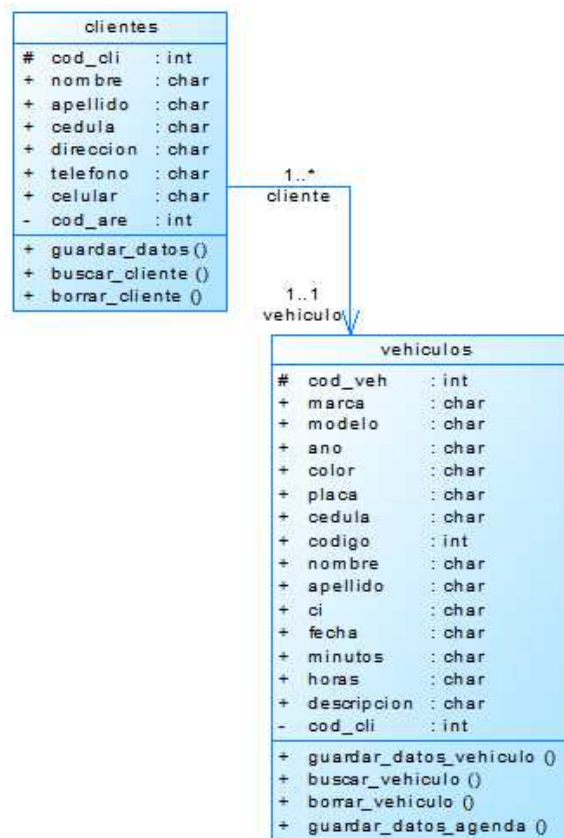 clientes
# cod_cli : int
+ nombre : char
+ apellido : char
+ cedula : char
+ direccion : char
+ telefono : char
+ celular : char
- cod_are : int
+ guardar_datos ()
+ buscar_cliente ()
+ borrar_cliente ()
1..*
cliente
1..1
vehiculo
vehiculos
# cod_veh : int
+ marca : char
+ modelo : char
+ ano : char
+ color : char
+ placa : char
+ cedula : char
+ codigo : int
+ nombre : char
+ apellido : char
+ ci : char
+ fecha : char
+ minutos : char
+ horas : char
+ descripcion : char
- cod_cli : int
+ guardar_datos_vehiculo ()
+ buscar_vehiculo ()
+ borrar_vehiculo ()
+ guardar_datos_agenda ()